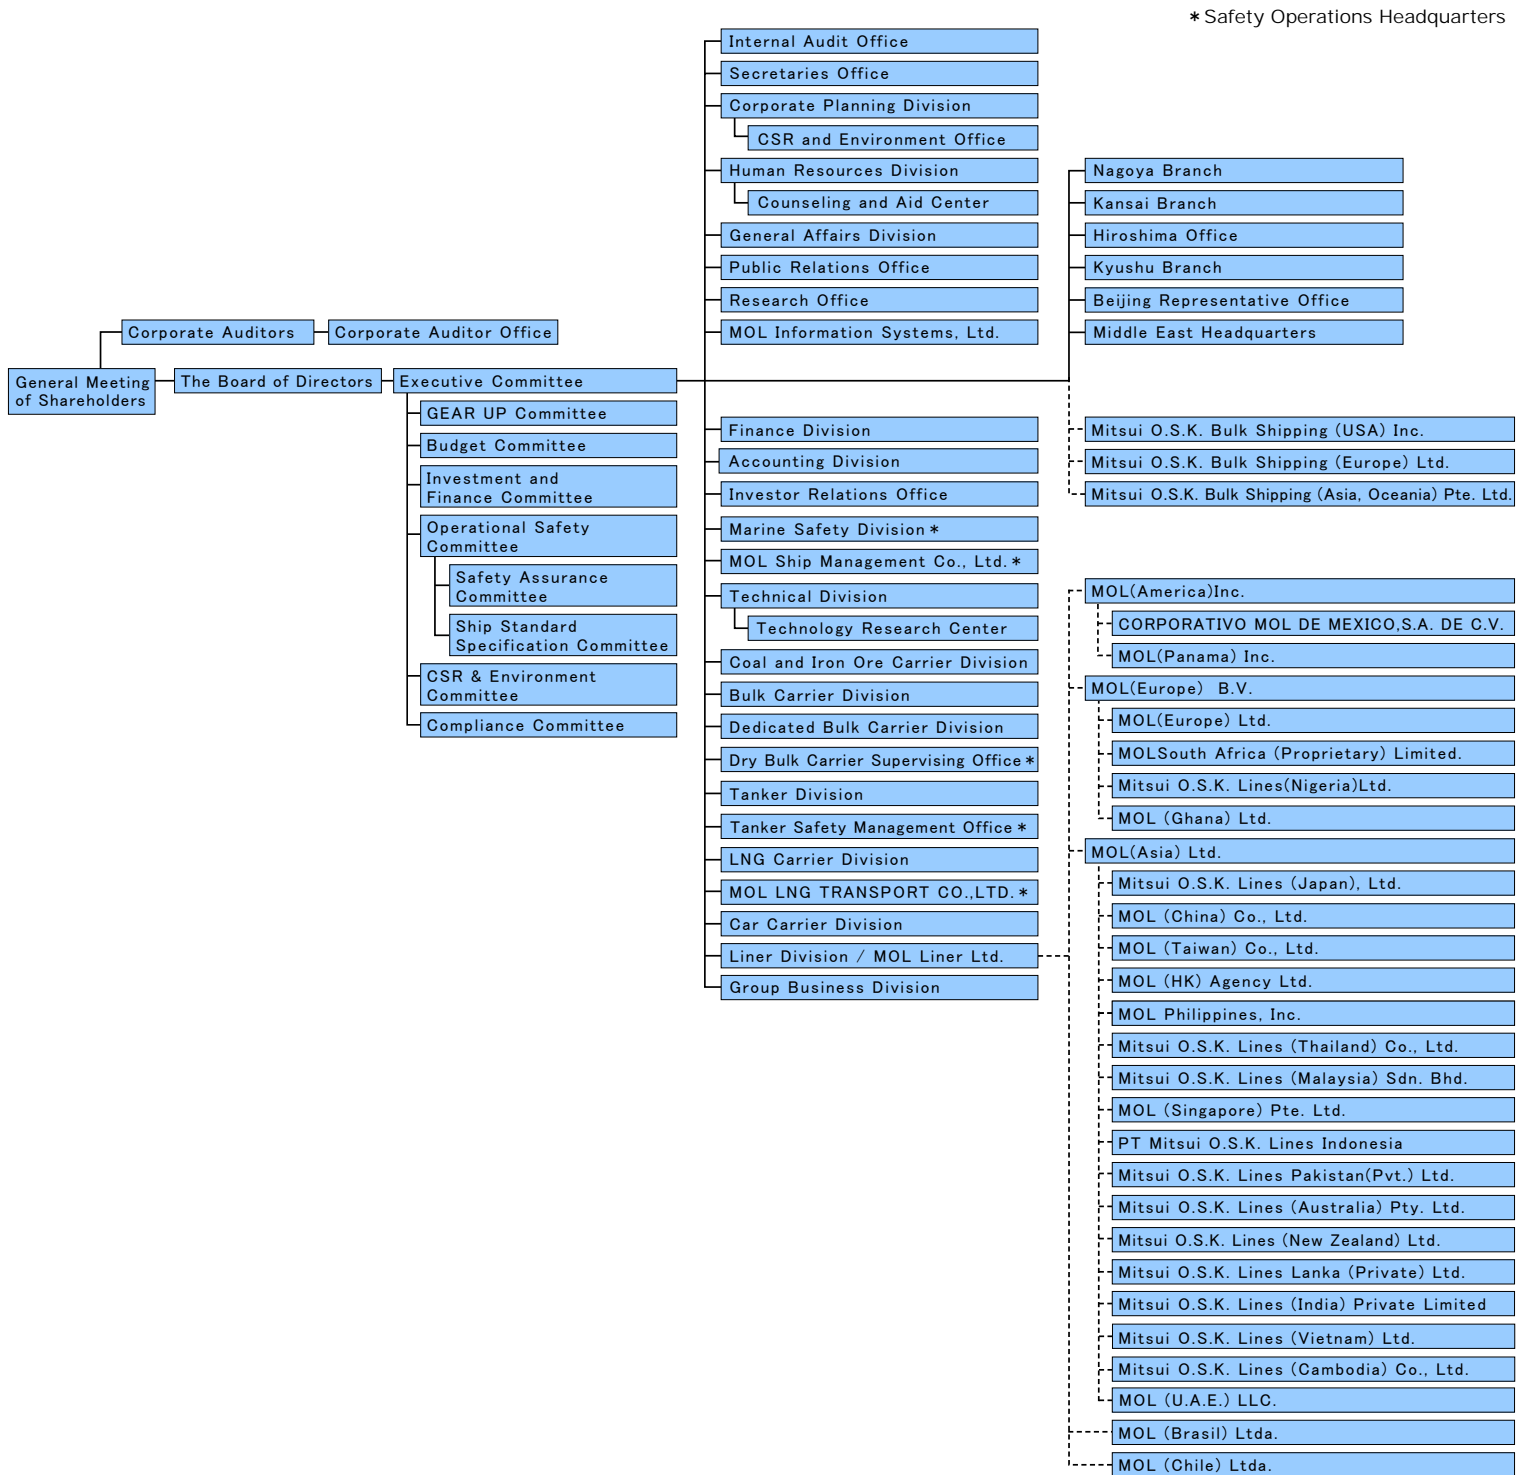 *Safety Operations Headquarters
General Meeting
of Shareholders
Corporate Auditors
Corporate Auditor Office
The Board of Directors
Executive Committee
GEAR UP Committee
Budget Committee
Investment and
Finance Committee
Operational Safety
Committee
Safety Assurance
Committee
Ship Standard
Specification Committee
CSR & Environment
Committee
Compliance Committee
Internal Audit Office
Secretaries Office
Corporate Planning Division
CSR and Environment Office
Human Resources Division
Counseling and Aid Center
General Affairs Division
Public Relations Office
Research Office
MOL Information Systems, Ltd.
Finance Division
Accounting Division
Investor Relations Office
Marine Safety Division*
MOL Ship Management Co., Ltd.*
Technical Division
Technology Research Center
Coal and Iron Ore Carrier Division
Bulk Carrier Division
Dedicated Bulk Carrier Division
Dry Bulk Carrier Supervising Office*
Tanker Division
Tanker Safety Management Office*
LNG Carrier Division
MOL LNG TRANSPORT CO.,LTD.*
Car Carrier Division
Liner Division / MOL Liner Ltd.
Group Business Division
Nagoya Branch
Kansai Branch
Hiroshima Office
Kyushu Branch
Beijing Representative Office
Middle East Headquarters
Mitsui O.S.K. Bulk Shipping (USA) Inc.
Mitsui O.S.K. Bulk Shipping (Europe) Ltd.
Mitsui O.S.K. Bulk Shipping (Asia, Oceania) Pte. Ltd.
MOL(America)Inc.
CORPORATIVO MOL DE MEXICO,S.A. DE C.V.
MOL(Panama) Inc.
MOL(Europe) B.V.
MOL(Europe) Ltd.
MOLSouth Africa (Proprietary) Limited.
Mitsui O.S.K. Lines(Nigeria)Ltd.
MOL (Ghana) Ltd.
MOL(Asia) Ltd.
Mitsui O.S.K. Lines (Japan), Ltd.
MOL (China) Co., Ltd.
MOL (Taiwan) Co., Ltd.
MOL (HK) Agency Ltd.
MOL Philippines, Inc.
Mitsui O.S.K. Lines (Thailand) Co., Ltd.
Mitsui O.S.K. Lines (Malaysia) Sdn. Bhd.
MOL (Singapore) Pte. Ltd.
PT Mitsui O.S.K. Lines Indonesia
Mitsui O.S.K. Lines Pakistan(Pvt.) Ltd.
Mitsui O.S.K. Lines (Australia) Pty. Ltd.
Mitsui O.S.K. Lines (New Zealand) Ltd.
Mitsui O.S.K. Lines Lanka (Private) Ltd.
Mitsui O.S.K. Lines (India) Private Limited
Mitsui O.S.K. Lines (Vietnam) Ltd.
Mitsui O.S.K. Lines (Cambodia) Co., Ltd.
MOL (U.A.E.) LLC.
MOL (Brasil) Ltda.
MOL (Chile) Ltda.